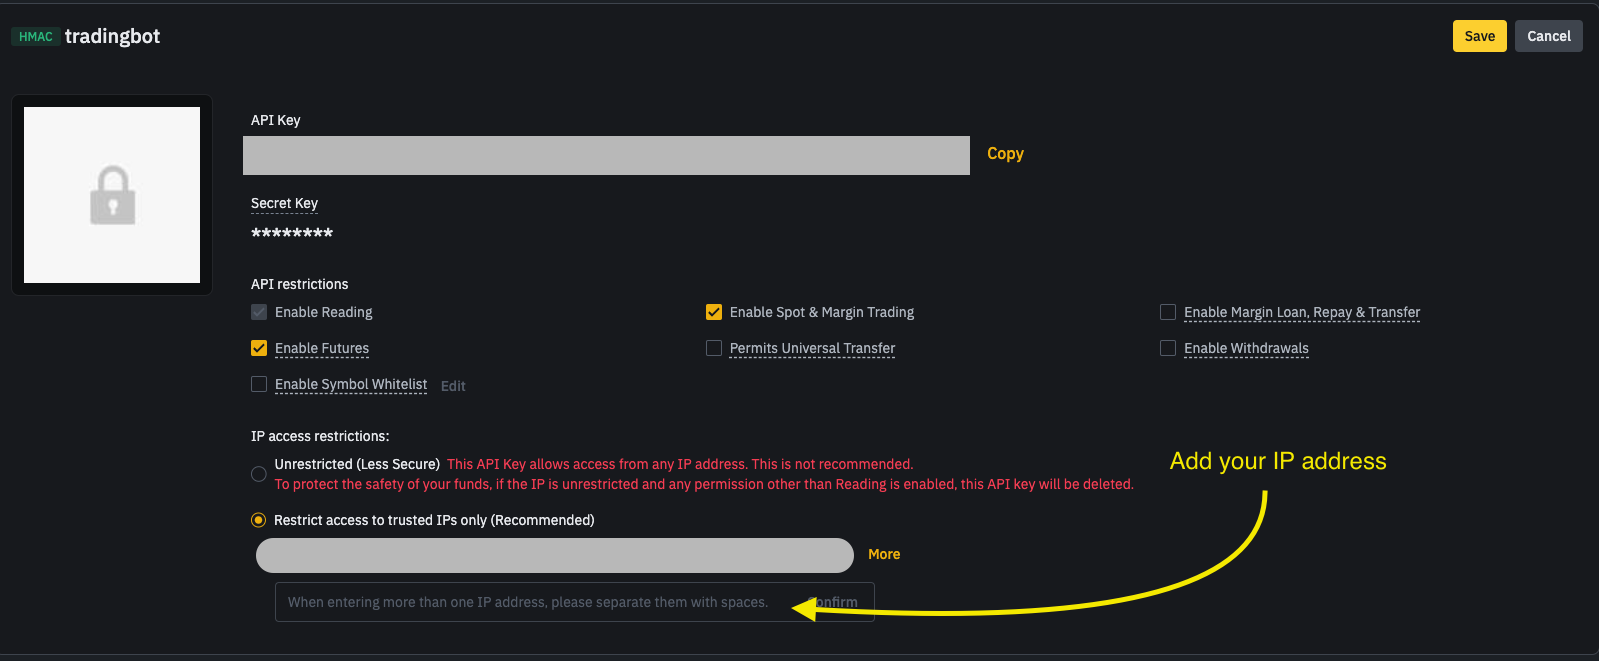 HMAC tradingbot
Save Cancel
API Key
Copy
Secret Key
********
API restrictions
Enable Reading
Enable Spot & Margin Trading
Enable Margin Loan, Repay & Transfer
Enable Futures
Permits Universal Transfer
Enable Withdrawals
Enable Symbol Whitelist Edit
IP access restrictions:
Unrestricted (Less Secure) This API Key allows access from any IP address. This is not recommended.
To protect the safety of your funds, if the IP is unrestricted and any permission other than Reading is enabled, this API key will be deleted.
Add your IP address
Restrict access to trusted IPs only (Recommended)
More
When entering more than one IP address, please separate them with spaces. Confirm